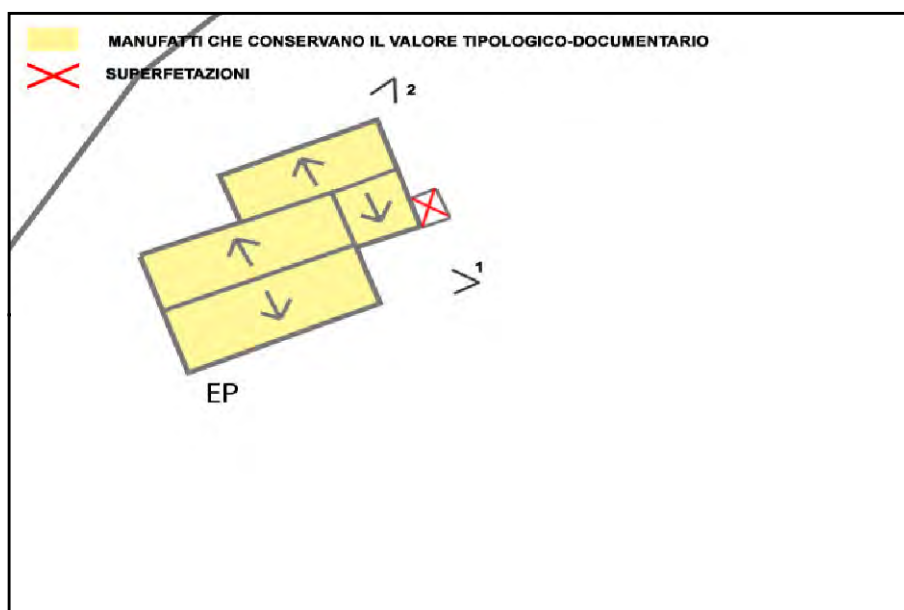 MANUFATTI CHE CONSERVANO IL VALORE TIPOLOGICO-DOCUMENTARIO
SUPERFETAZIONI
2
1
EP